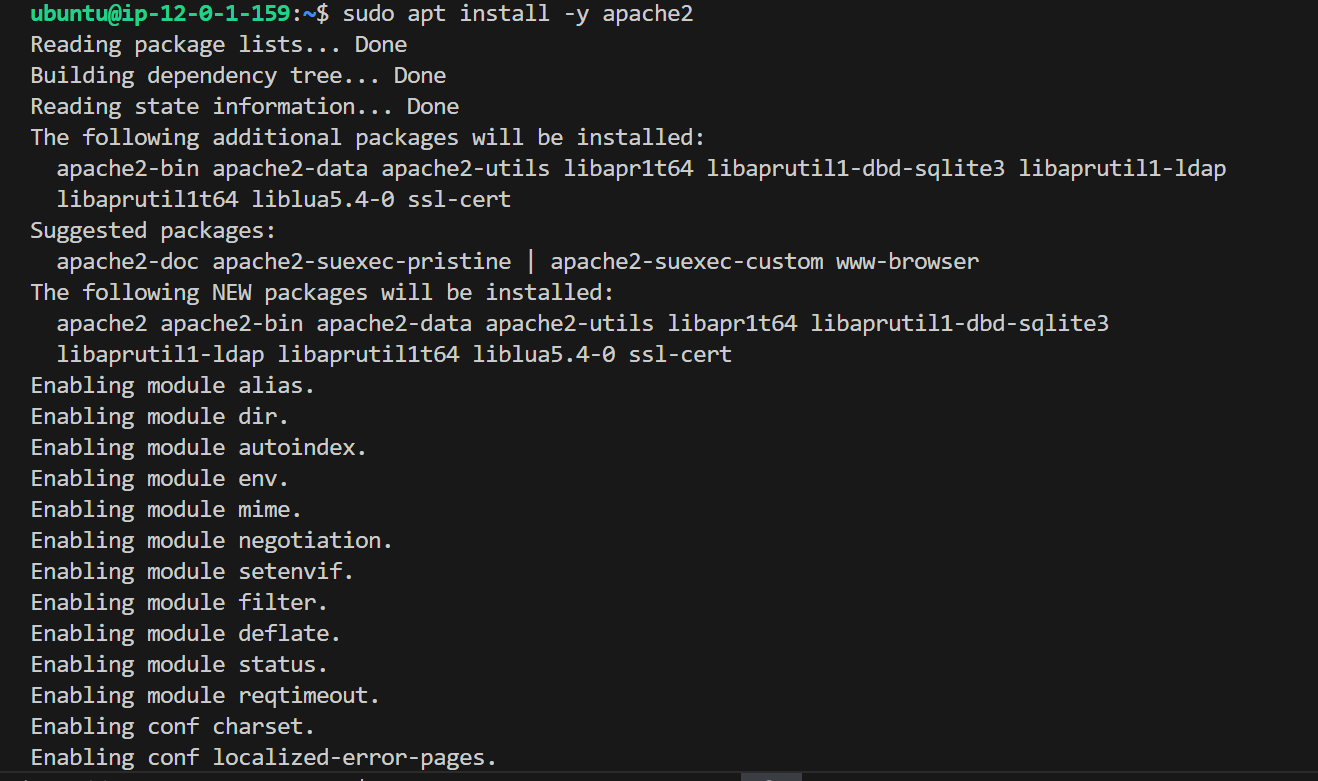 ubuntu@ip-12-0-1-159:~$ sudo apt install -y apache2
Reading package lists... Done
Building dependency tree... Done
Reading state information... Done
The following additional packages will be installed:
  apache2-bin apache2-data apache2-utils libapr1t64 libaprutil1-dbd-sqlite3 libaprutil1-ldap
  libaprutil1t64 liblua5.4-0 ssl-cert
Suggested packages:
  apache2-doc apache2-suexec-pristine | apache2-suexec-custom www-browser
The following NEW packages will be installed:
  apache2 apache2-bin apache2-data apache2-utils libapr1t64 libaprutil1-dbd-sqlite3
  libaprutil1-ldap libaprutil1t64 liblua5.4-0 ssl-cert
Enabling module alias.
Enabling module dir.
Enabling module autoindex.
Enabling module env.
Enabling module mime.
Enabling module negotiation.
Enabling module setenvif.
Enabling module filter.
Enabling module deflate.
Enabling module status.
Enabling module reqtimeout.
Enabling conf charset.
Enabling conf localized-error-pages.